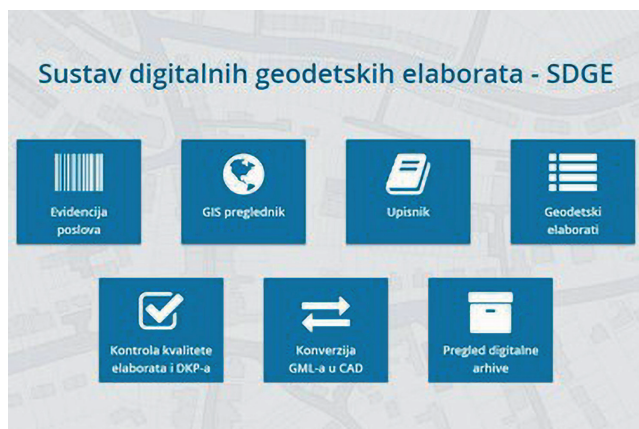 Sustav digitalnih geodetskih elaborata - SDGE
Evidencija
poslova
GIS preglednik
Upisnik
Geodetski
elaborati
Kontrola kvalitete
elaborata i DKP-a
Konverzija
GML-a u CAD
Pregled digitalne
arhive